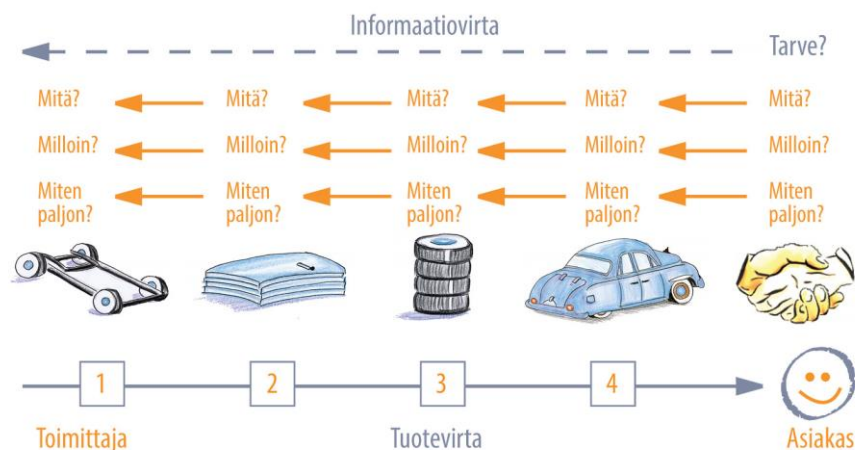 Informaatiovirta
Tarve?
Mitä? Mitä? Mitä? Mitä? Mitä?
Milloin? Milloin? Milloin? Milloin? Milloin?
Miten Miten Miten Miten Miten
paljon? paljon? paljon? paljon? paljon?
1 2 3 4
Toimittaja Tuotevirta Asiakas